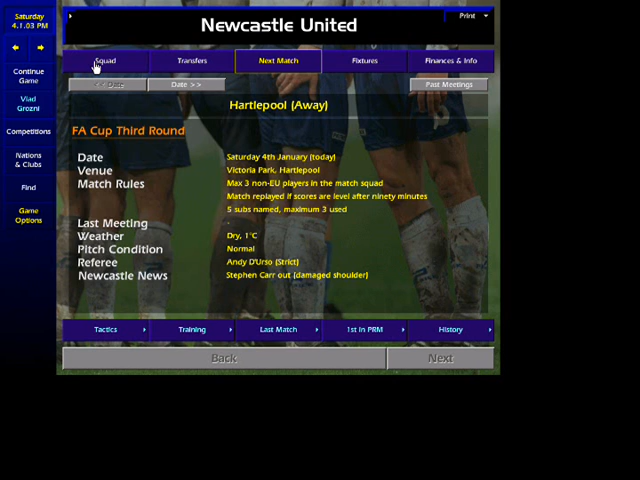 Saturday
4.1.03 PM
Continue
Game
Vlad
Grozni
Competitions
Nations
& Clubs
Find
Game
Options
Print
Newcastle United
Squad
Transfers
Next Match
Fixtures
Finances & Info
<< Date
Date >>
Past Meetings
Hartlepool (Away)
FA Cup Third Round
Date Saturday 4th January (today)
Venue Victoria Park, Hartlepool
Match Rules Max 3 non-EU players in the match squad
Match replayed if scores are level after ninety minutes
5 subs named, maximum 3 used
Last Meeting -
Weather Dry, 1°C
Pitch Condition Normal
Referee Andy D'Urso (Strict)
Newcastle News Stephen Carr out (damaged shoulder)
Tactics
Training
Last Match
1st in PRM
History
Back
Next